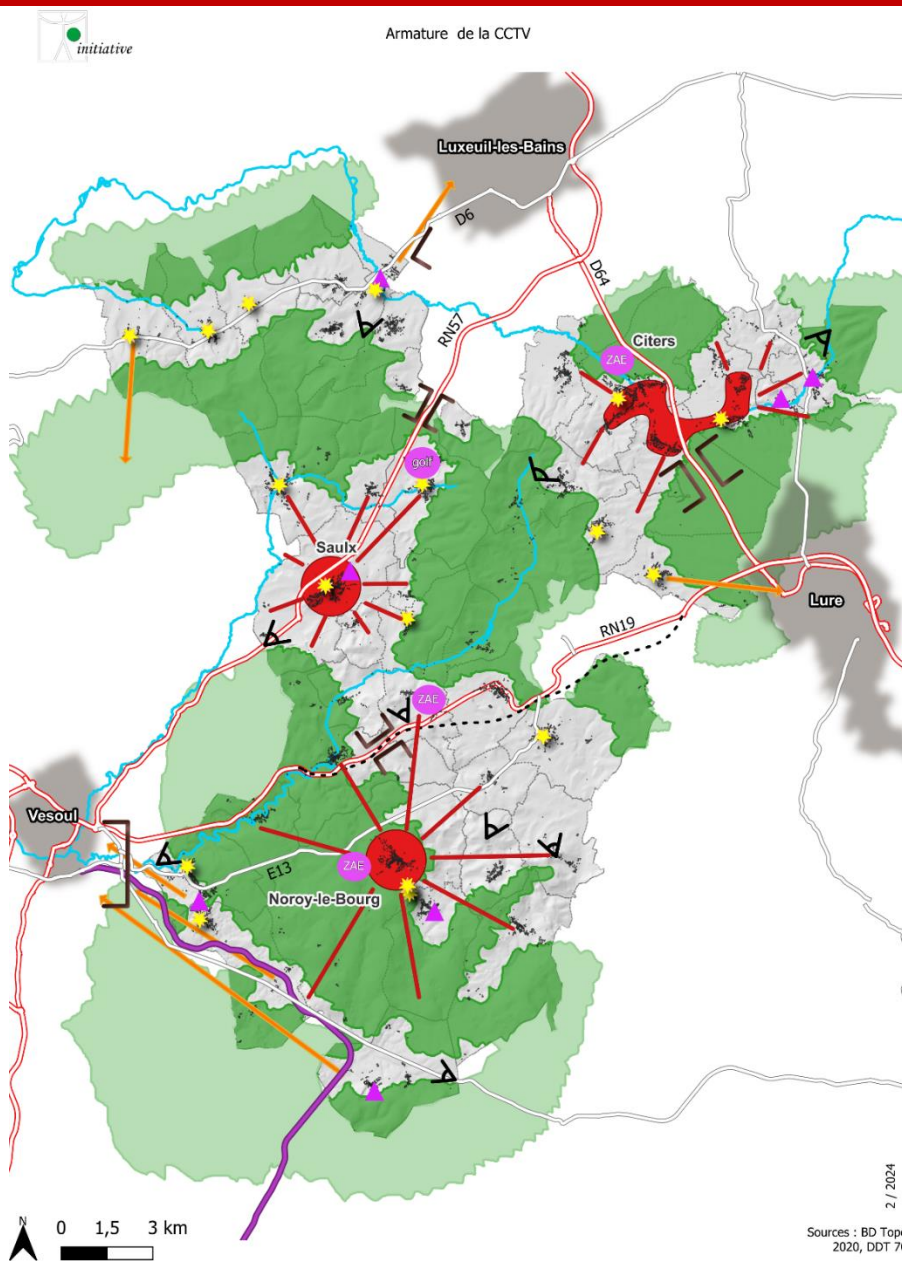 initiative
Armature de la CCTV
Luxeuil-les-Bains
D6
D64
RN57
Citers
ZAE
golf
Saulx
Lure
RN19
ZAE
Vesoul
ZAE
E13
Noroy-le-Bourg
2 / 2024
N
0 1,5 3 km
Sources : BD Topo
2020, DDT 70